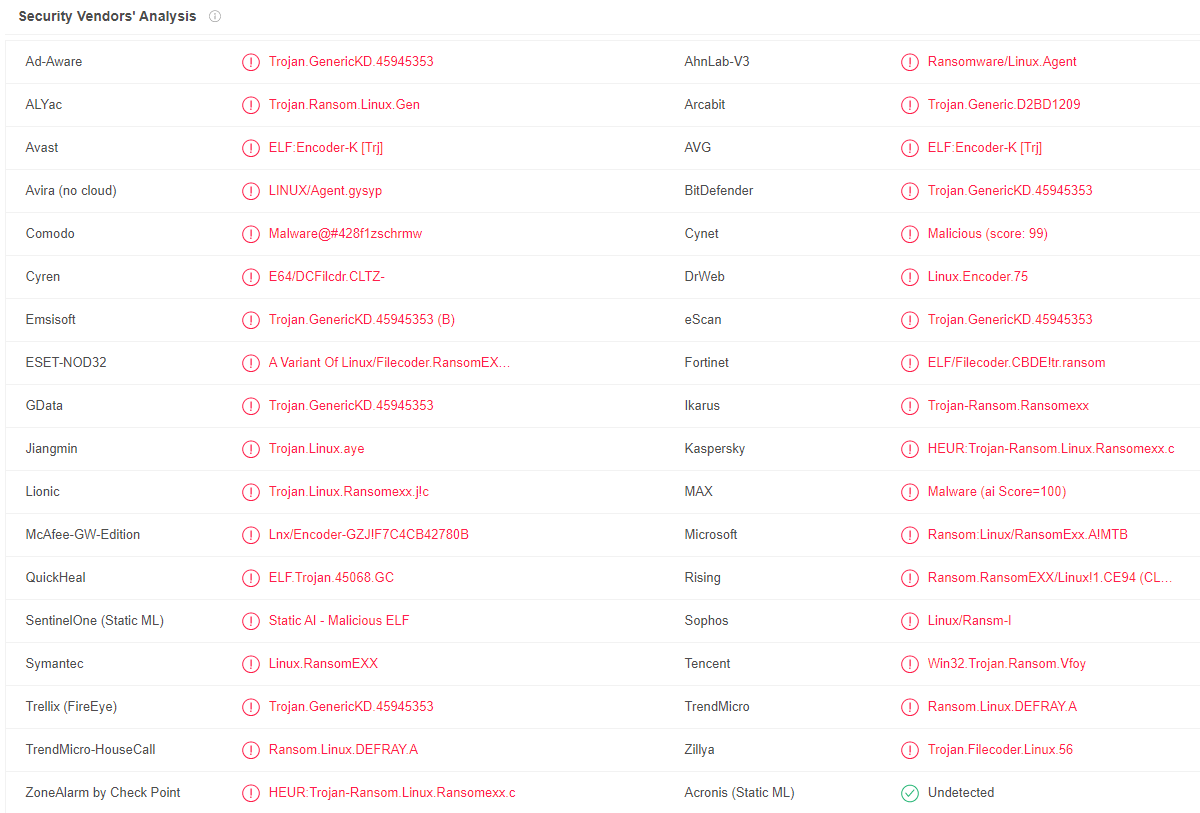 Security Vendors' Analysis
Ad-Aware Trojan.GenericKD.45945353 AhnLab-V3 Ransomware/Linux.Agent
ALYac Trojan.Ransom.Linux.Gen Arcabit Trojan.Generic.D2BD1209
Avast ELF:Encoder-K [Trj] AVG ELF:Encoder-K [Trj]
Avira (no cloud) LINUX/Agent.gysyp BitDefender Trojan.GenericKD.45945353
Comodo Malware@#428f1zschrmw Cynet Malicious (score: 99)
Cyren E64/DCFilcdr.CLTZ- DrWeb Linux.Encoder.75
Emsisoft Trojan.GenericKD.45945353 (B) eScan Trojan.GenericKD.45945353
ESET-NOD32 A Variant Of Linux/Filecoder.RansomEX... Fortinet ELF/Filecoder.CBDE!tr.ransom
GData Trojan.GenericKD.45945353 Ikarus Trojan-Ransom.Ransomexx
Jiangmin Trojan.Linux.aye Kaspersky HEUR:Trojan-Ransom.Linux.Ransomexx.c
Lionic Trojan.Linux.Ransomexx.j!c MAX Malware (ai Score=100)
McAfee-GW-Edition Lnx/Encoder-GZJ!F7C4CB42780B Microsoft Ransom:Linux/RansomExx.A!MTB
QuickHeal ELF.Trojan.45068.GC Rising Ransom.RansomEXX/Linux!1.CE94 (CL...
SentinelOne (Static ML) Static AI - Malicious ELF Sophos Linux/Ransm-I
Symantec Linux.RansomEXX Tencent Win32.Trojan.Ransom.Vfoy
Trellix (FireEye) Trojan.GenericKD.45945353 TrendMicro Ransom.Linux.DEFRAY.A
TrendMicro-HouseCall Ransom.Linux.DEFRAY.A Zillya Trojan.Filecoder.Linux.56
ZoneAlarm by Check Point HEUR:Trojan-Ransom.Linux.Ransomexx.c Acronis (Static ML) Undetected